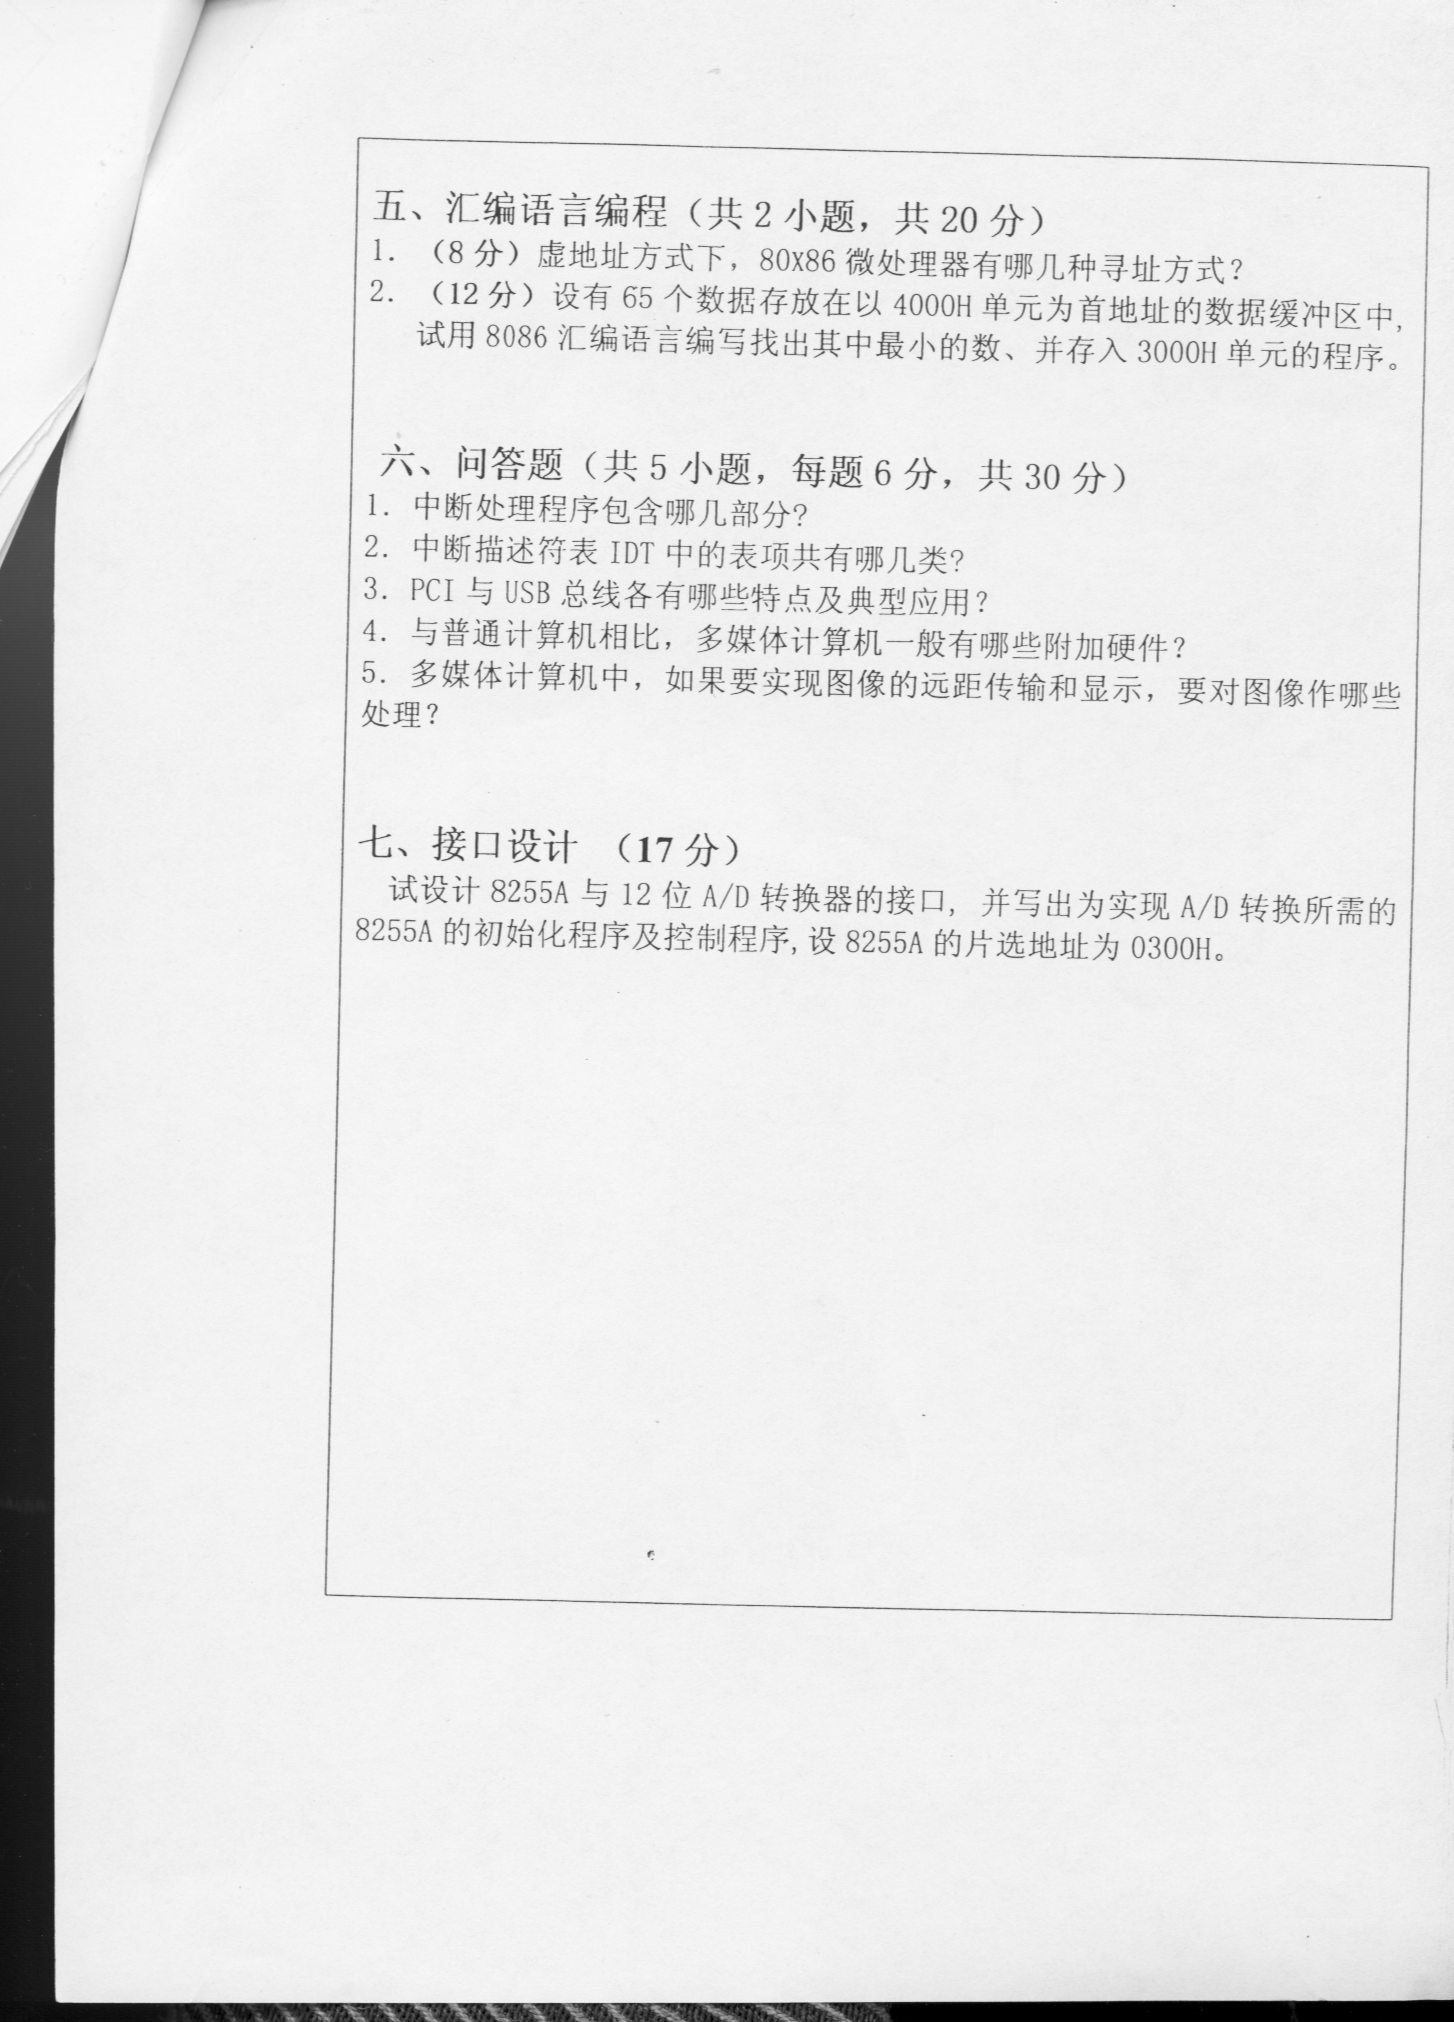 五、汇编语言编程（共 2 小题，共 20 分）
1. （8 分）虚地址方式下，80X86 微处理器有哪几种寻址方式？
2. （12 分）设有 65 个数据存放在以 4000H 单元为首地址的数据缓冲区中,
试用 8086 汇编语言编写找出其中最小的数、并存入 3000H 单元的程序。
六、问答题（共 5 小题，每题 6 分，共 30 分）
1. 中断处理程序包含哪几部分?
2. 中断描述符表 IDT 中的表项共有哪几类?
3. PCI 与 USB 总线各有哪些特点及典型应用？
4. 与普通计算机相比，多媒体计算机一般有哪些附加硬件？
5. 多媒体计算机中，如果要实现图像的远距传输和显示，要对图像作哪些
处理？
七、接口设计 （17 分）
试设计 8255A 与 12 位 A/D 转换器的接口, 并写出为实现 A/D 转换所需的
8255A 的初始化程序及控制程序, 设 8255A 的片选地址为 0300H。